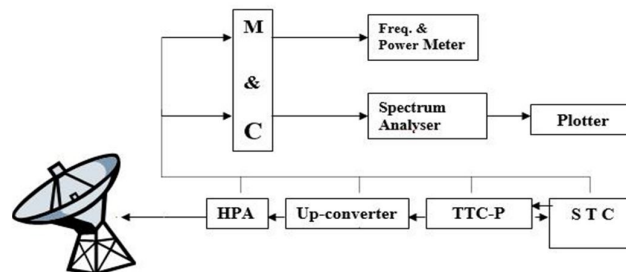 M
&
C
Freq. &
Power Meter
Spectrum
Analyser
Plotter
HPA
Up-converter
TTC-P
S T C